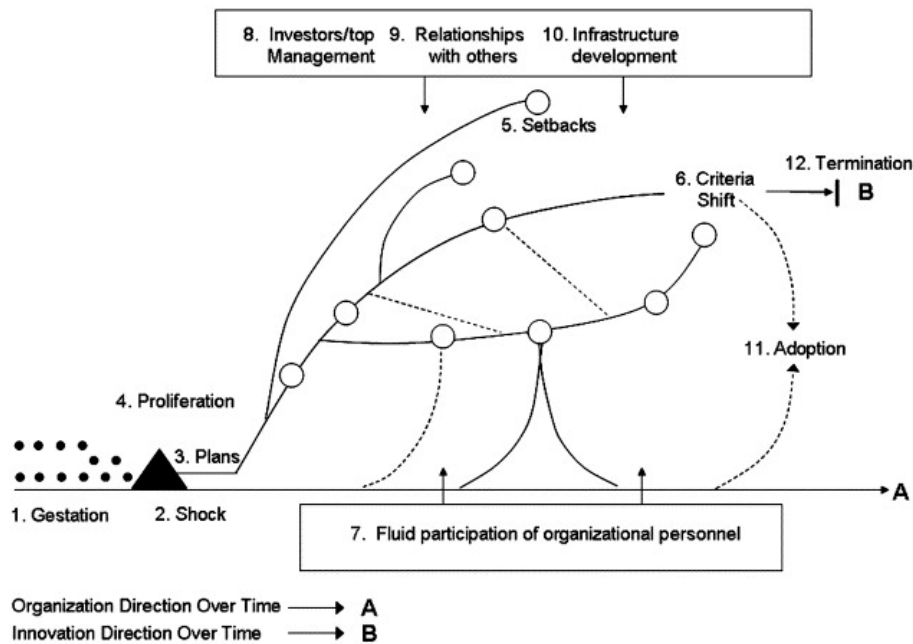 8. Investors/top Management
9. Relationships with others
10. Infrastructure development
5. Setbacks
12. Termination
6. Criteria Shift
B
11. Adoption
4. Proliferation
3. Plans
A
1. Gestation
2. Shock
7. Fluid participation of organizational personnel
Organization Direction Over Time A
Innovation Direction Over Time B